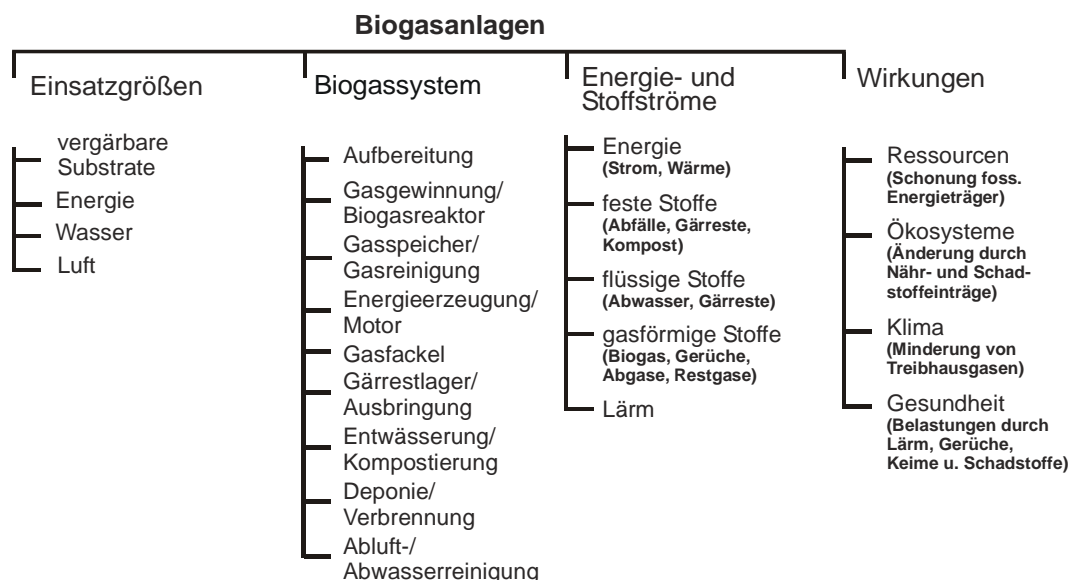 Biogasanlagen
Einsatzgrößen
vergärbare
Substrate
Energie
Wasser
Luft
Biogassystem
Aufbereitung
Gasgewinnung/
Biogasreaktor
Gasspeicher/
Gasreinigung
Energieerzeugung/
Motor
Gasfackel
Gärrestlager/
Ausbringung
Entwässerung/
Kompostierung
Deponie/
Verbrennung
Abluft-/
Abwasserreinigung
Energie- und
Stoffströme
Energie
(Strom, Wärme)
feste Stoffe
(Abfälle, Gärreste,
Kompost)
flüssige Stoffe
(Abwasser, Gärreste)
gasförmige Stoffe
(Biogas, Gerüche,
Abgase, Restgase)
Lärm
Wirkungen
Ressourcen
(Schonung foss.
Energieträger)
Ökosysteme
(Änderung durch
Nähr- und Schad-
stoffeinträge)
Klima
(Minderung von
Treibhausgasen)
Gesundheit
(Belastungen durch
Lärm, Gerüche,
Keime u. Schadstoffe)